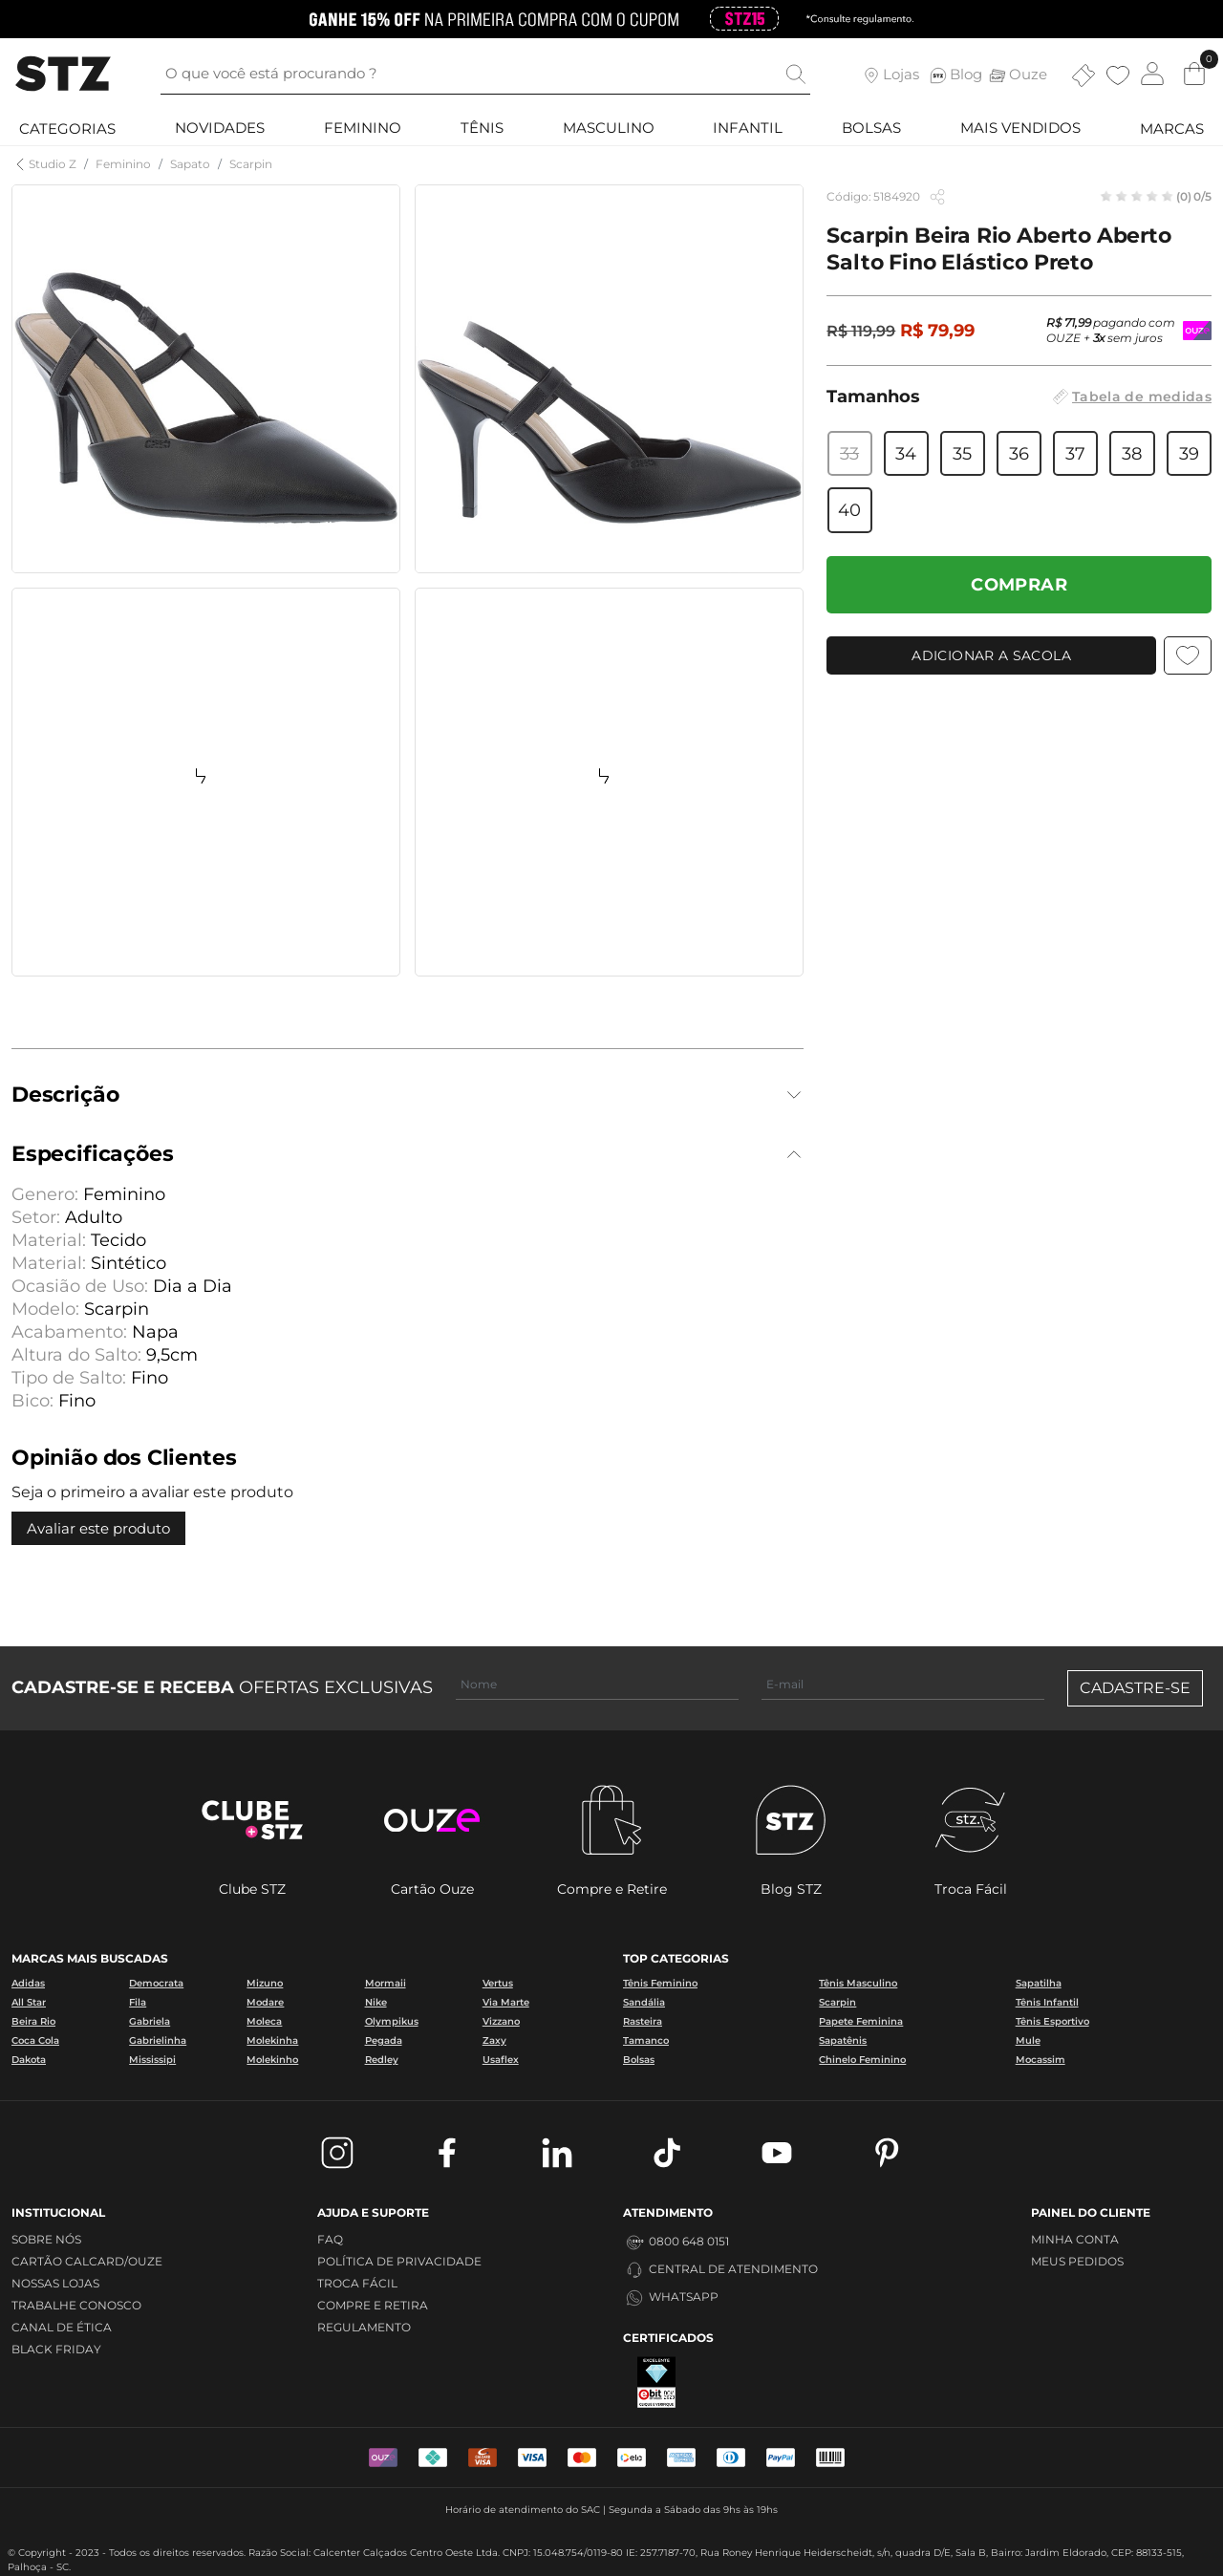 GANHE 15% OFF NA PRIMEIRA COMPRA COM O CUPOM STZ15 *Consulte regulamento.
STZ
O que você está procurando ?
Lojas
Blog
Ouze
0
CATEGORIAS
NOVIDADES
FEMININO
TÊNIS
MASCULINO
INFANTIL
BOLSAS
MAIS VENDIDOS
MARCAS
Studio Z / Feminino / Sapato / Scarpin
Código: 5184920
(0) 0/5
Scarpin Beira Rio Aberto Aberto
Salto Fino Elástico Preto
R$ 119,99 R$ 79,99
R$ 71,99 pagando com
OUZE + 3x sem juros
OUZE
Tamanhos
Tabela de medidas
33 34 35 36 37 38 39
40
COMPRAR
ADICIONAR A SACOLA
Descrição
Especificações
Genero: Feminino
Setor: Adulto
Material: Tecido
Material: Sintético
Ocasião de Uso: Dia a Dia
Modelo: Scarpin
Acabamento: Napa
Altura do Salto: 9,5cm
Tipo de Salto: Fino
Bico: Fino
Opinião dos Clientes
Seja o primeiro a avaliar este produto
Avaliar este produto
CADASTRE-SE E RECEBA OFERTAS EXCLUSIVAS
Nome
E-mail
CADASTRE-SE
CLUBE
+STZ
ouze
STZ
stz.
Clube STZ
Cartão Ouze
Compre e Retire
Blog STZ
Troca Fácil
MARCAS MAIS BUSCADAS
Adidas Democrata Mizuno Mormaii Vertus
All Star Fila Modare Nike Via Marte
Beira Rio Gabriela Moleca Olympikus Vizzano
Coca Cola Gabrielinha Molekinha Pegada Zaxy
Dakota Mississipi Molekinho Redley Usaflex
TOP CATEGORIAS
Tênis Feminino Tênis Masculino Sapatilha
Sandália Scarpin Tênis Infantil
Rasteira Papete Feminina Tênis Esportivo
Tamanco Sapatênis Mule
Bolsas Chinelo Feminino Mocassim
INSTITUCIONAL
SOBRE NÓS
CARTÃO CALCARD/OUZE
NOSSAS LOJAS
TRABALHE CONOSCO
CANAL DE ÉTICA
BLACK FRIDAY
AJUDA E SUPORTE
FAQ
POLÍTICA DE PRIVACIDADE
TROCA FÁCIL
COMPRE E RETIRA
REGULAMENTO
ATENDIMENTO
0800 648 0151
CENTRAL DE ATENDIMENTO
WHATSAPP
CERTIFICADOS
EXCELENTE
ebit
PAINEL DO CLIENTE
MINHA CONTA
MEUS PEDIDOS
VISA
VISA
elo
PayPal
Horário de atendimento do SAC | Segunda a Sábado das 9hs às 19hs
© Copyright - 2023 - Todos os direitos reservados. Razão Social: Calcenter Calçados Centro Oeste Ltda. CNPJ: 15.048.754/0119-80 IE: 257.7187-70, Rua Roney Henrique Heiderscheidt, s/n, quadra D/E, Sala B, Bairro: Jardim Eldorado, CEP: 88133-515,
Palhoça - SC.